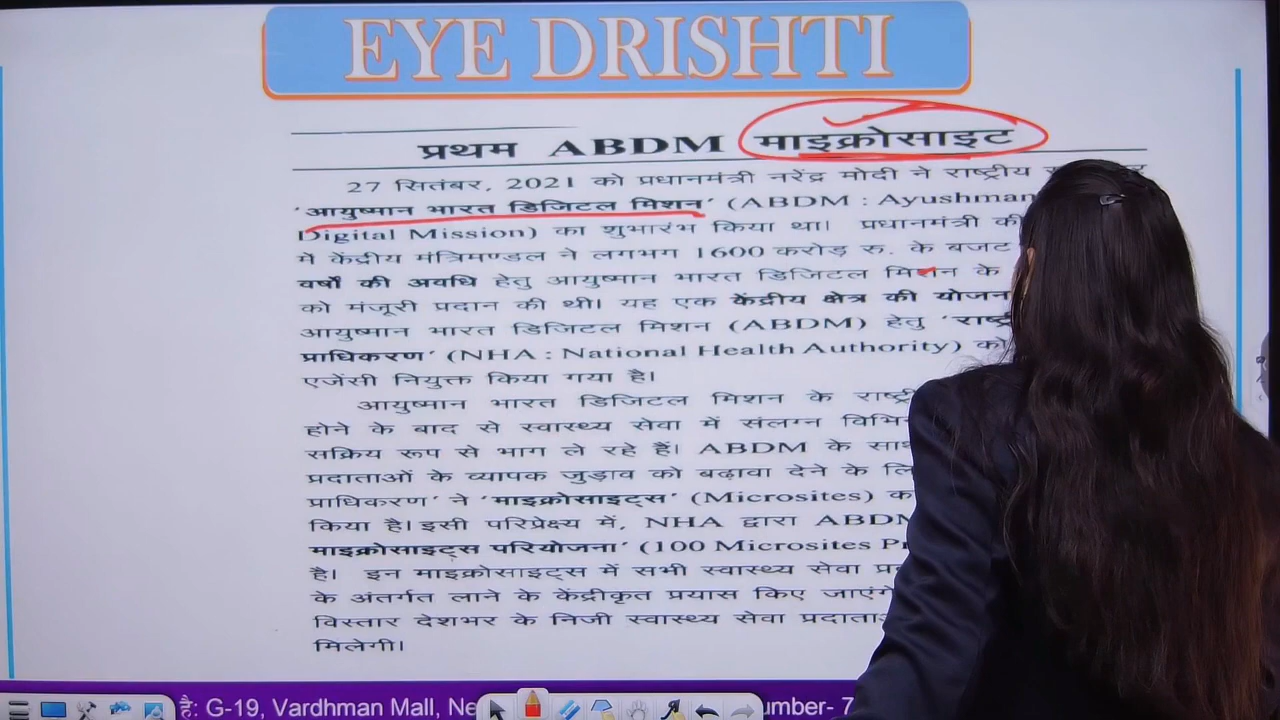 EYE DRISHTI
प्रथम ABDM माइक्रोसाइट
27 सितंबर, 2021 को प्रधानमंत्री नरेंद्र मोदी ने राष्ट्रीय
'आयुष्मान भारत डिजिटल मिशन' (ABDM : Ayushman
Digital Mission) का शुभारंभ किया था। प्रधानमंत्री की
में केंद्रीय मंत्रिमण्डल ने लगभग 1600 करोड़ रु. के बजट
वर्षों की अवधि हेतु आयुष्मान भारत डिजिटल मिशन के
को मंजूरी प्रदान की थी। यह एक केंद्रीय क्षेत्र की
आयुष्मान भारत डिजिटल मिशन (ABDM) हेतु
प्राधिकरण' (NHA : National Health Authority) को
एजेंसी नियुक्त किया गया है।
आयुष्मान भारत डिजिटल मिशन के
होने के बाद से स्वास्थ्य सेवा में संलग्न
सक्रिय रूप से भाग ले रहे हैं। ABDM के
प्रदाताओं के व्यापक जुड़ाव को बढ़ावा देने के
प्राधिकरण' ने 'माइक्रोसाइट्स' (Microsites)
किया है। इसी परिप्रेक्ष्य में, NHA द्वारा ABDM
माइक्रोसाइट्स परियोजना' (100 Microsites
है। इन माइक्रोसाइट्स में सभी स्वास्थ्य सेवा
के अंतर्गत लाने के केंद्रीकृत प्रयास किए जाएंगे
विस्तार देशभर के निजी स्वास्थ्य सेवा
मिलेगी।
है: G-19, Vardhman Mall, umber- 7